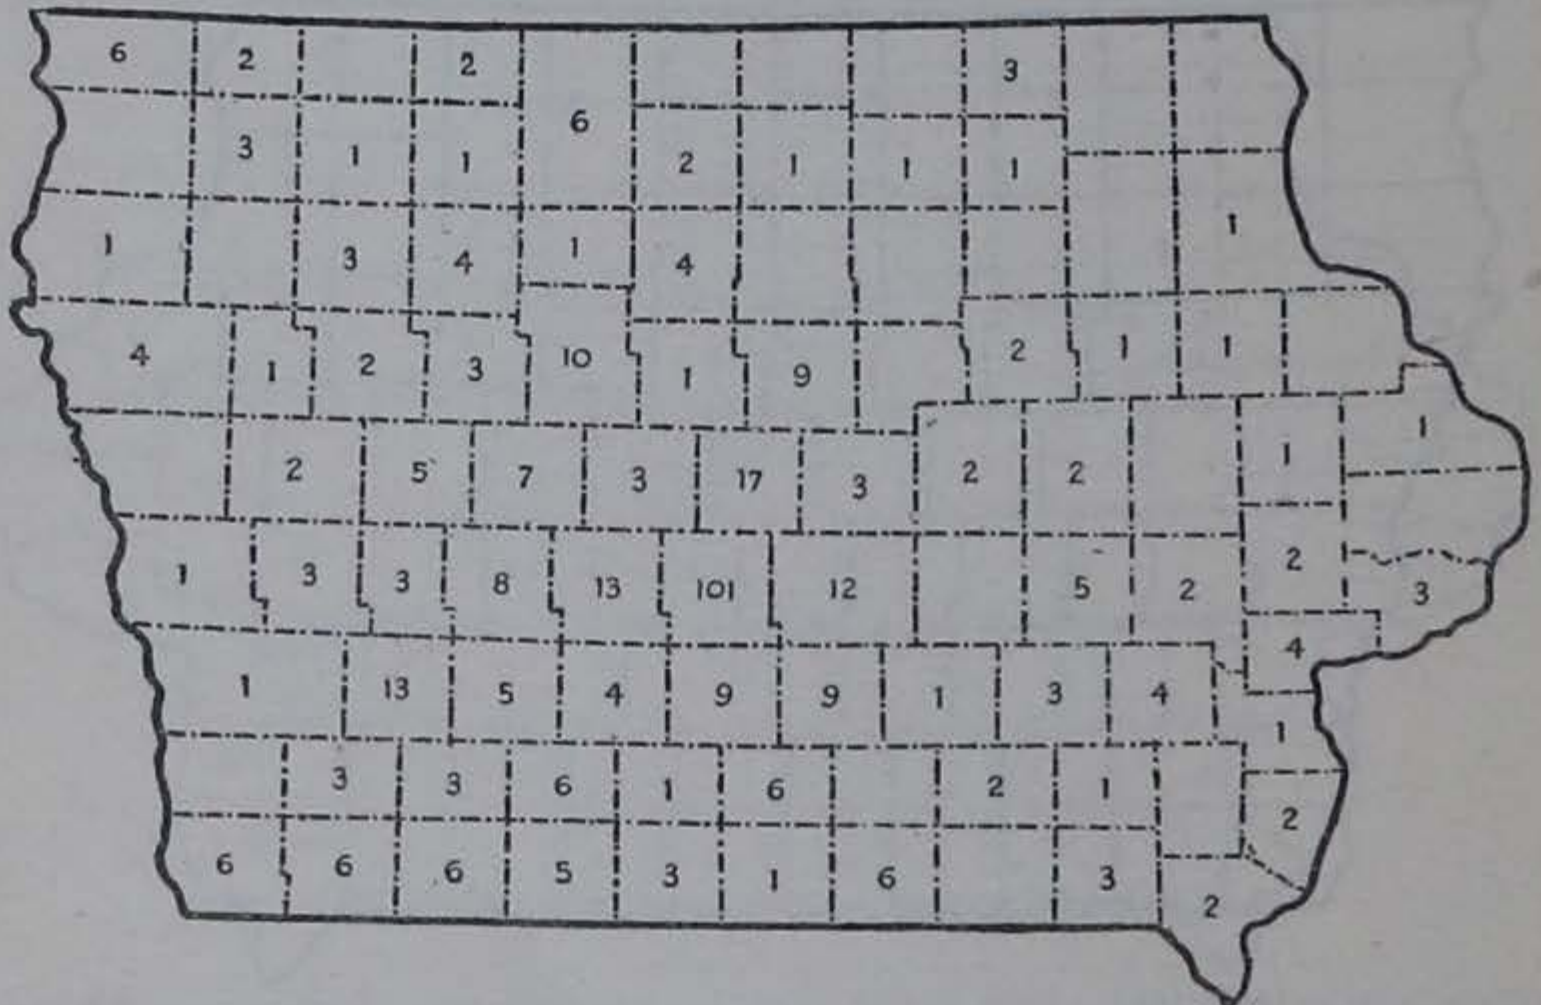 6 2 2 3
6
3 1 1 2 1 1 1
1 3 4 1 4 1
4 1 2 3 10 1 9 2 1 1
2 5 7 3 17 3 2 2 1 1
1 3 3 8 13 101 12 5 2 2 3
1 13 5 4 9 9 1 3 4 4
1
3 3 6 1 6 2 1 2
6 6 6 5 3 1 6 3 2